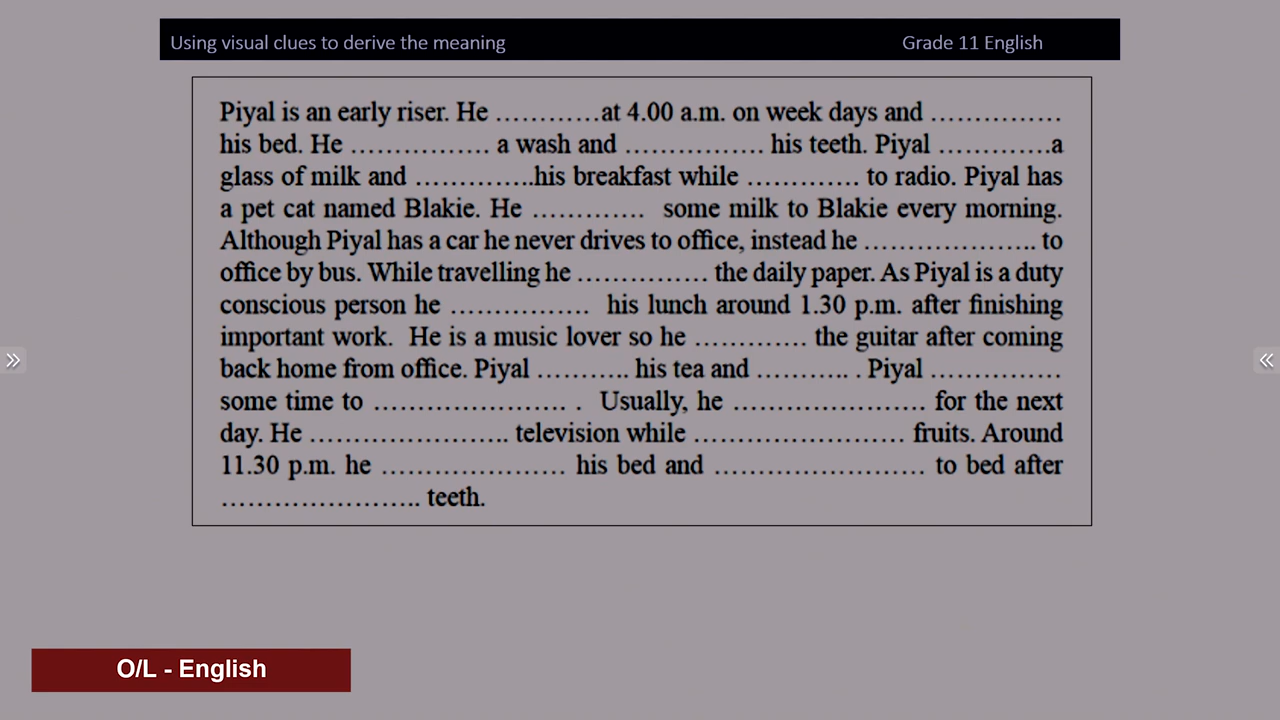 Using visual clues to derive the meaning Grade 11 English
Piyal is an early riser. He ............at 4.00 a.m. on week days and ...............
his bed. He ................ a wash and ................ his teeth. Piyal .............a
glass of milk and ..............his breakfast while ............. to radio. Piyal has
a pet cat named Blakie. He ............. some milk to Blakie every morning.
Although Piyal has a car he never drives to office, instead he .................... to
office by bus. While travelling he ............... the daily paper. As Piyal is a duty
conscious person he ................ his lunch around 1.30 p.m. after finishing
important work. He is a music lover so he ............. the guitar after coming
back home from office. Piyal ........... his tea and ........... . Piyal ...............
some time to ...................... . Usually, he ...................... for the next
day. He ....................... television while ........................ fruits. Around
11.30 p.m. he ..................... his bed and ........................ to bed after
....................... teeth.
O/L - English